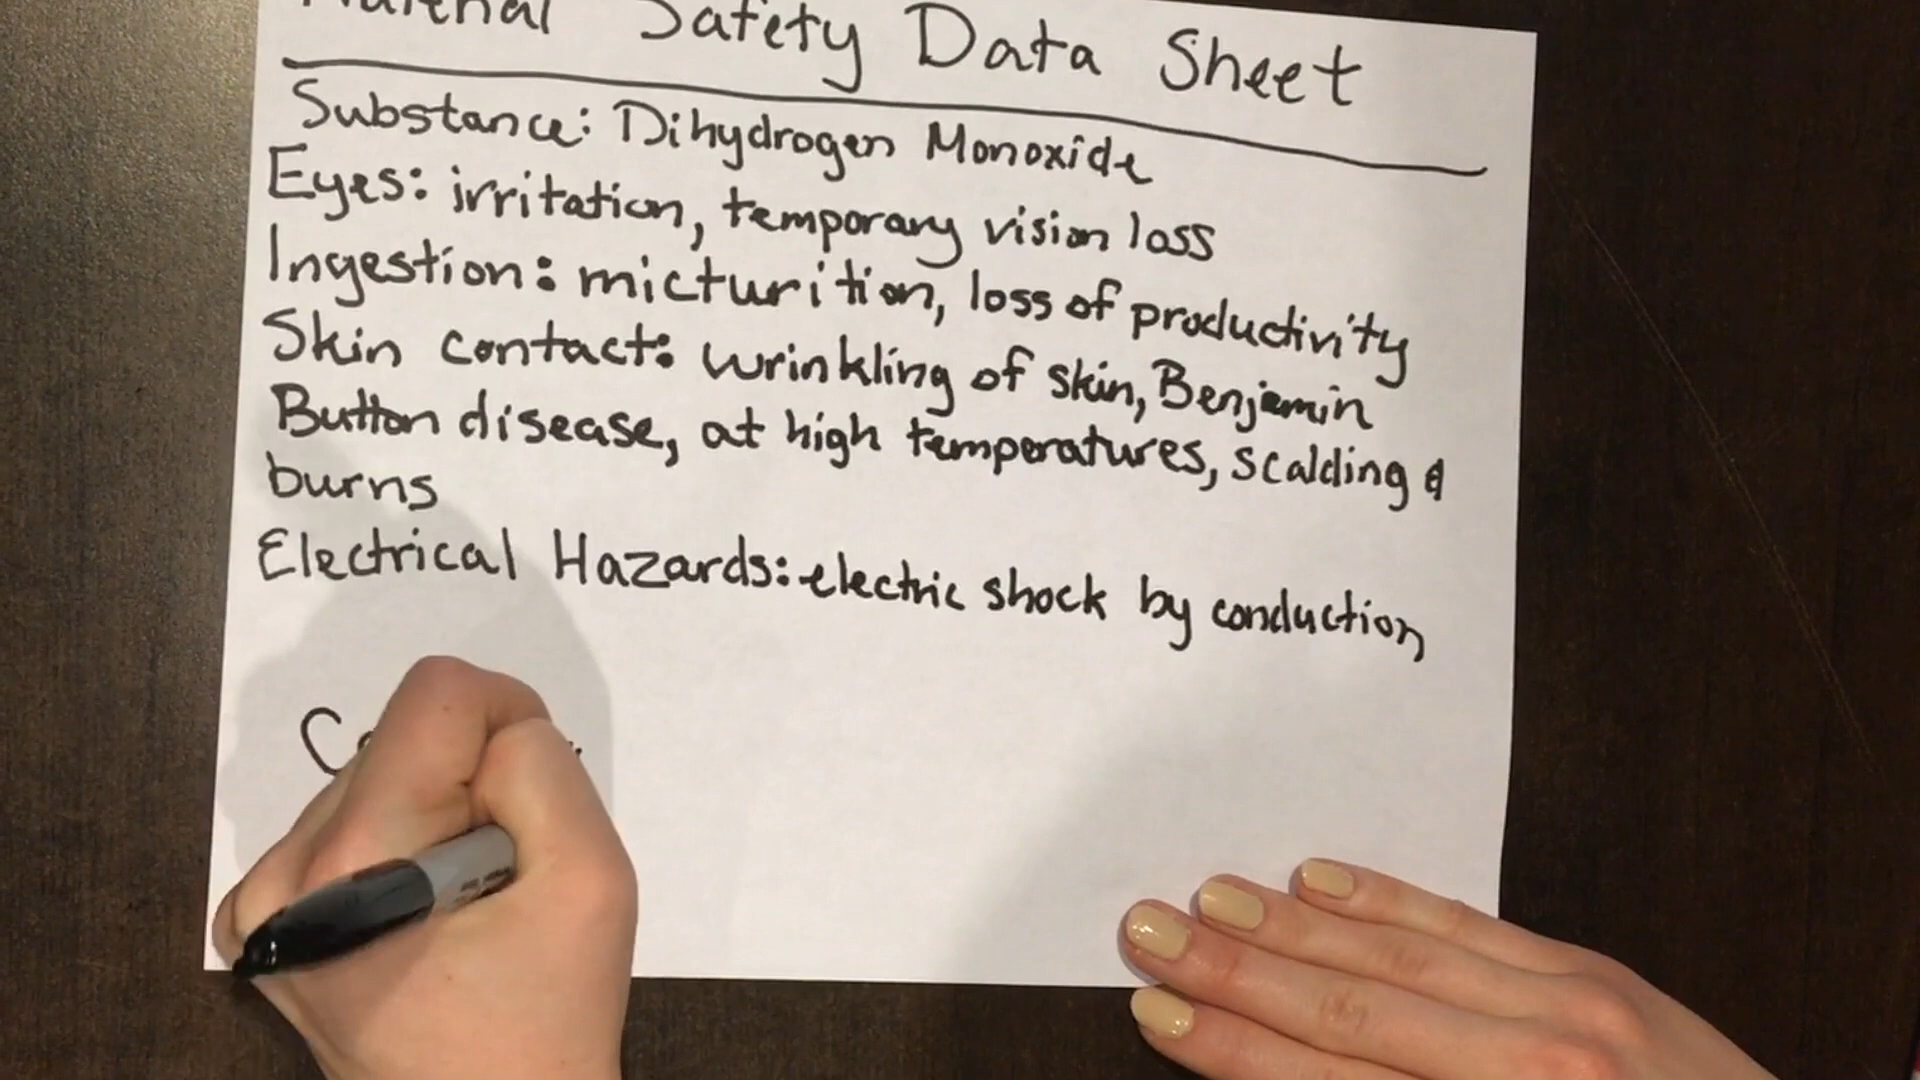 Material Safety Data Sheet
Substance: Dihydrogen Monoxide
Eyes: irritation, temporary vision loss
Ingestion: micturition, loss of productivity
Skin contact: wrinkling of skin, Benjamin
Button disease, at high temperatures, scalding &
burns
Electrical Hazards: electric shock by conduction